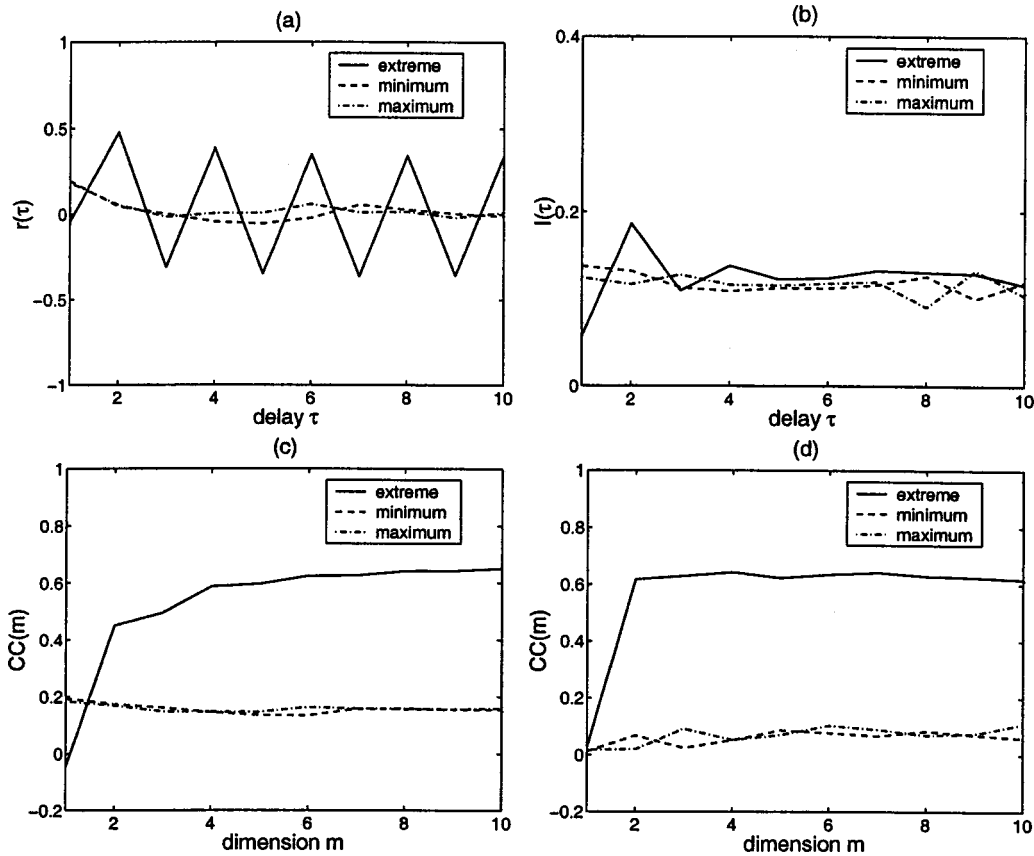 (a)
1
0.5
0
−0.5
−1
r(τ)
extreme
minimum
maximum
2
4
6
8
10
delay τ
(b)
0.4
0.2
0
I(τ)
extreme
minimum
maximum
2
4
6
8
10
delay τ
(c)
1
0.8
0.6
0.4
0.2
0
−0.2
CC(m)
extreme
minimum
maximum
2
4
6
8
10
dimension m
(d)
1
0.8
0.6
0.4
0.2
0
−0.2
CC(m)
extreme
minimum
maximum
2
4
6
8
10
dimension m